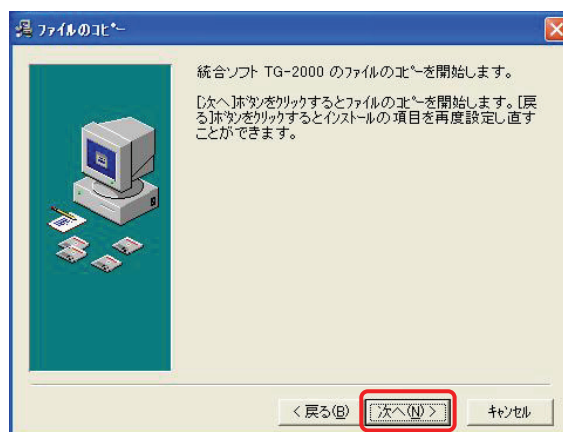 ファイルのコピー
統合ソフト TG-2000 のファイルのコピーを開始します。
[次へ]ボタンをクリックするとファイルのコピーを開始します。[戻
る]ボタンをクリックするとインストールの項目を再度設定し直す
ことができます。
< 戻る(B)
次へ(N) >
キャンセル